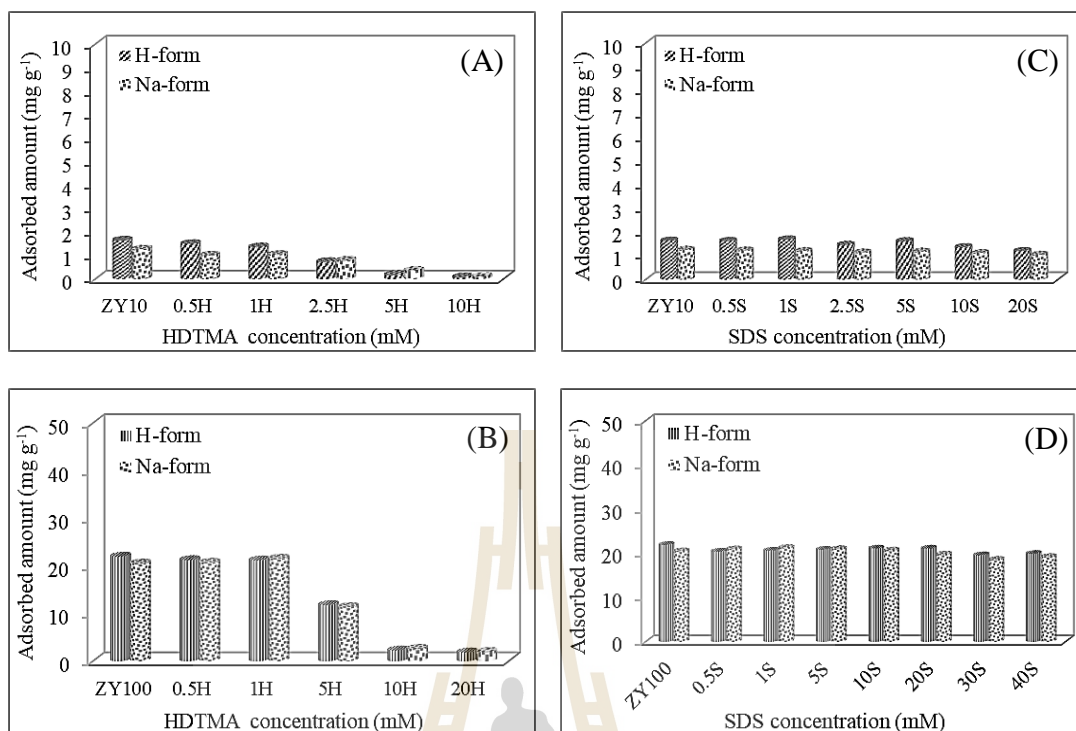 (A)
H-form
Na-form
Adsorbed amount (mg g⁻¹)
10
9
8
7
6
5
4
3
2
1
0
ZY10 0.5H 1H 2.5H 5H 10H
HDTMA concentration (mM)
(C)
H-form
Na-form
Adsorbed amount (mg g⁻¹)
10
9
8
7
6
5
4
3
2
1
0
ZY10 0.5S 1S 2.5S 5S 10S 20S
SDS concentration (mM)
(B)
H-form
Na-form
Adsorbed amount (mg g⁻¹)
50
40
30
20
10
0
ZY100 0.5H 1H 5H 10H 20H
HDTMA concentration (mM)
(D)
H-form
Na-form
Adsorbed amount (mg g⁻¹)
50
40
30
20
10
0
ZY100 0.5S 1S 5S 10S 20S 30S 40S
SDS concentration (mM)